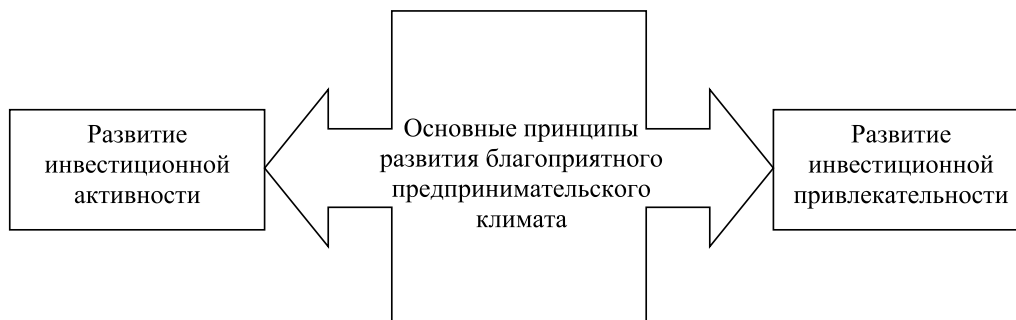 Развитие
инвестиционной
активности
Основные принципы
развития благоприятного
предпринимательского
климата
Развитие
инвестиционной
привлекательности